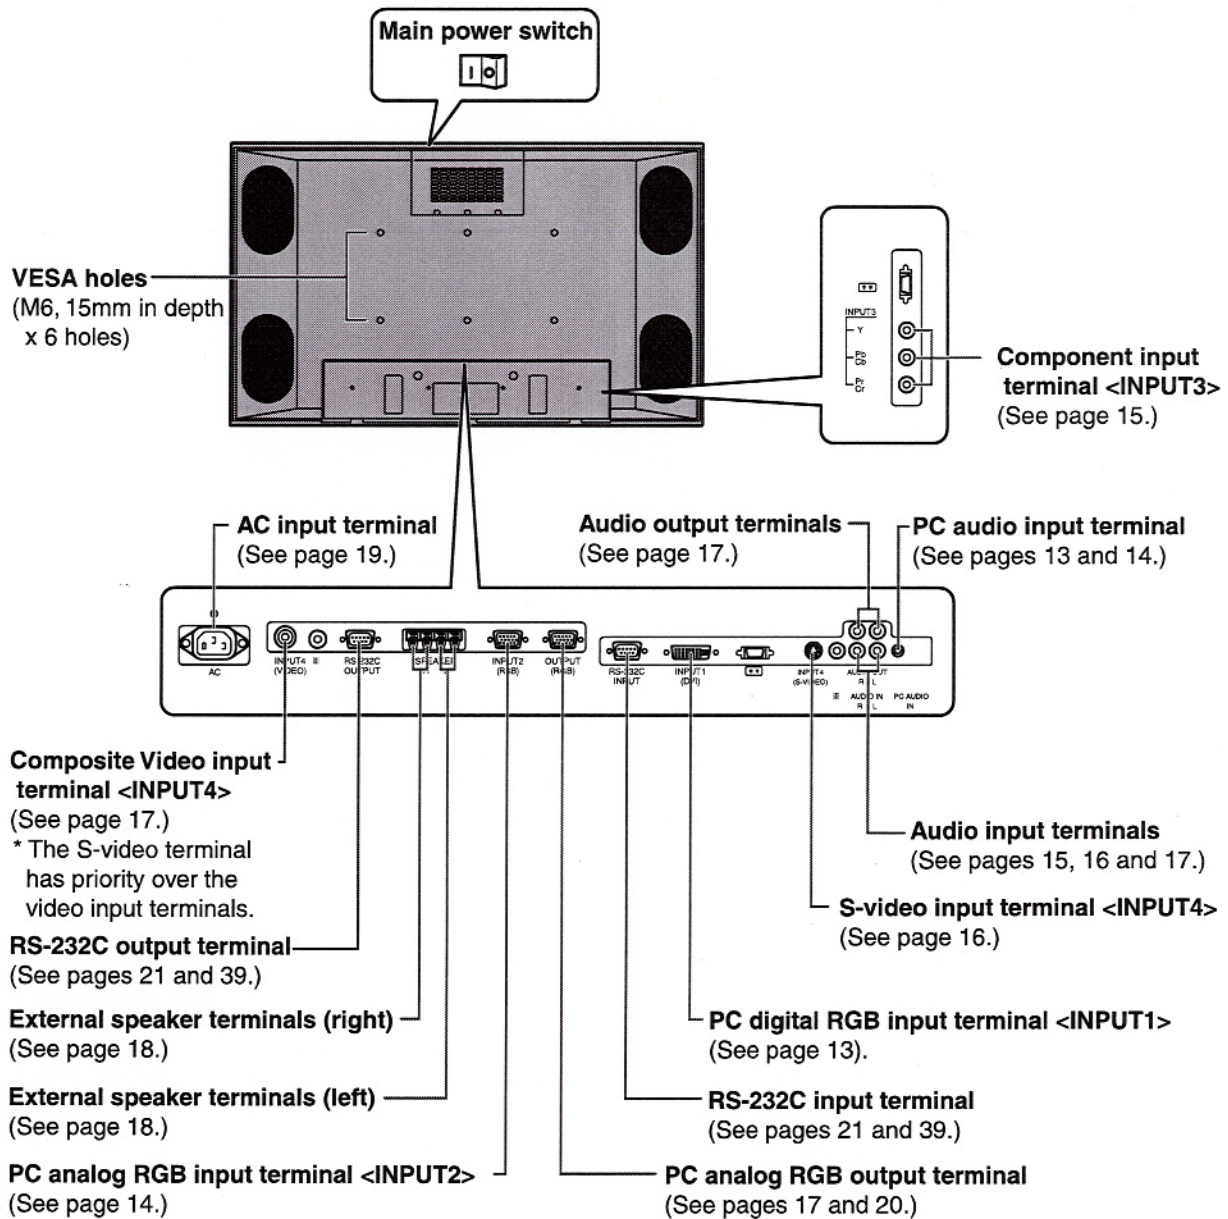 Main power switch
VESA holes
(M6, 15mm in depth
x 6 holes)
INPUT3
Y
Pb
Cb
Pr
Cr
Component input
terminal <INPUT3>
(See page 15.)
AC input terminal
(See page 19.)
Audio output terminals
(See page 17.)
PC audio input terminal
(See pages 13 and 14.)
AC
INPUT4
(VIDEO)
※
RS-232C
OUTPUT
INPUT2
(RGB)
OUTPUT
(RGB)
RS-232C
INPUT
INPUT1
(DVI)
INPUT4
(S-VIDEO)
R L
※ AUDIO IN
R L
PC AUDIO
IN
Composite Video input
terminal <INPUT4>
(See page 17.)
* The S-video terminal
has priority over the
video input terminals.
RS-232C output terminal
(See pages 21 and 39.)
External speaker terminals (right)
(See page 18.)
External speaker terminals (left)
(See page 18.)
PC analog RGB input terminal <INPUT2>
(See page 14.)
Audio input terminals
(See pages 15, 16 and 17.)
S-video input terminal <INPUT4>
(See page 16.)
PC digital RGB input terminal <INPUT1>
(See page 13).
RS-232C input terminal
(See pages 21 and 39.)
PC analog RGB output terminal
(See pages 17 and 20.)